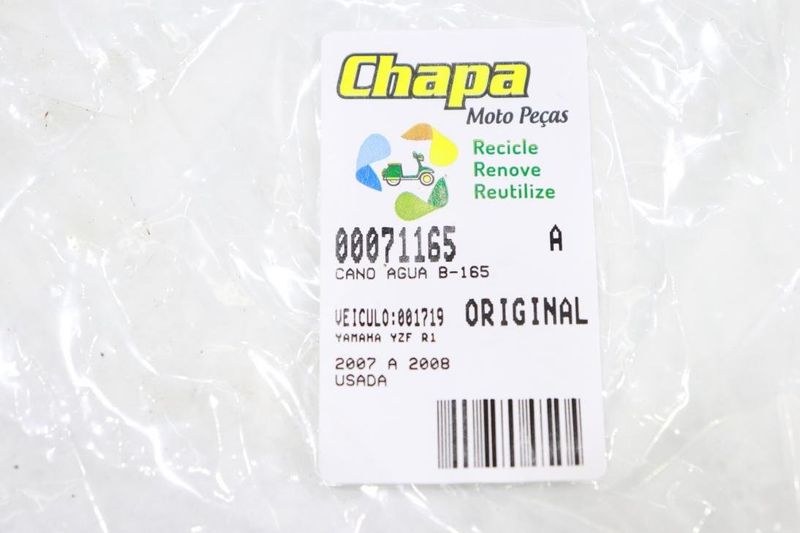 Chapa
Moto Peças
Recicle
Renove
Reutilize
00071165 A
CANO AGUA B-165
VEICULO:001719 ORIGINAL
YAMAHA YZF R1
2007 A 2008
USADA